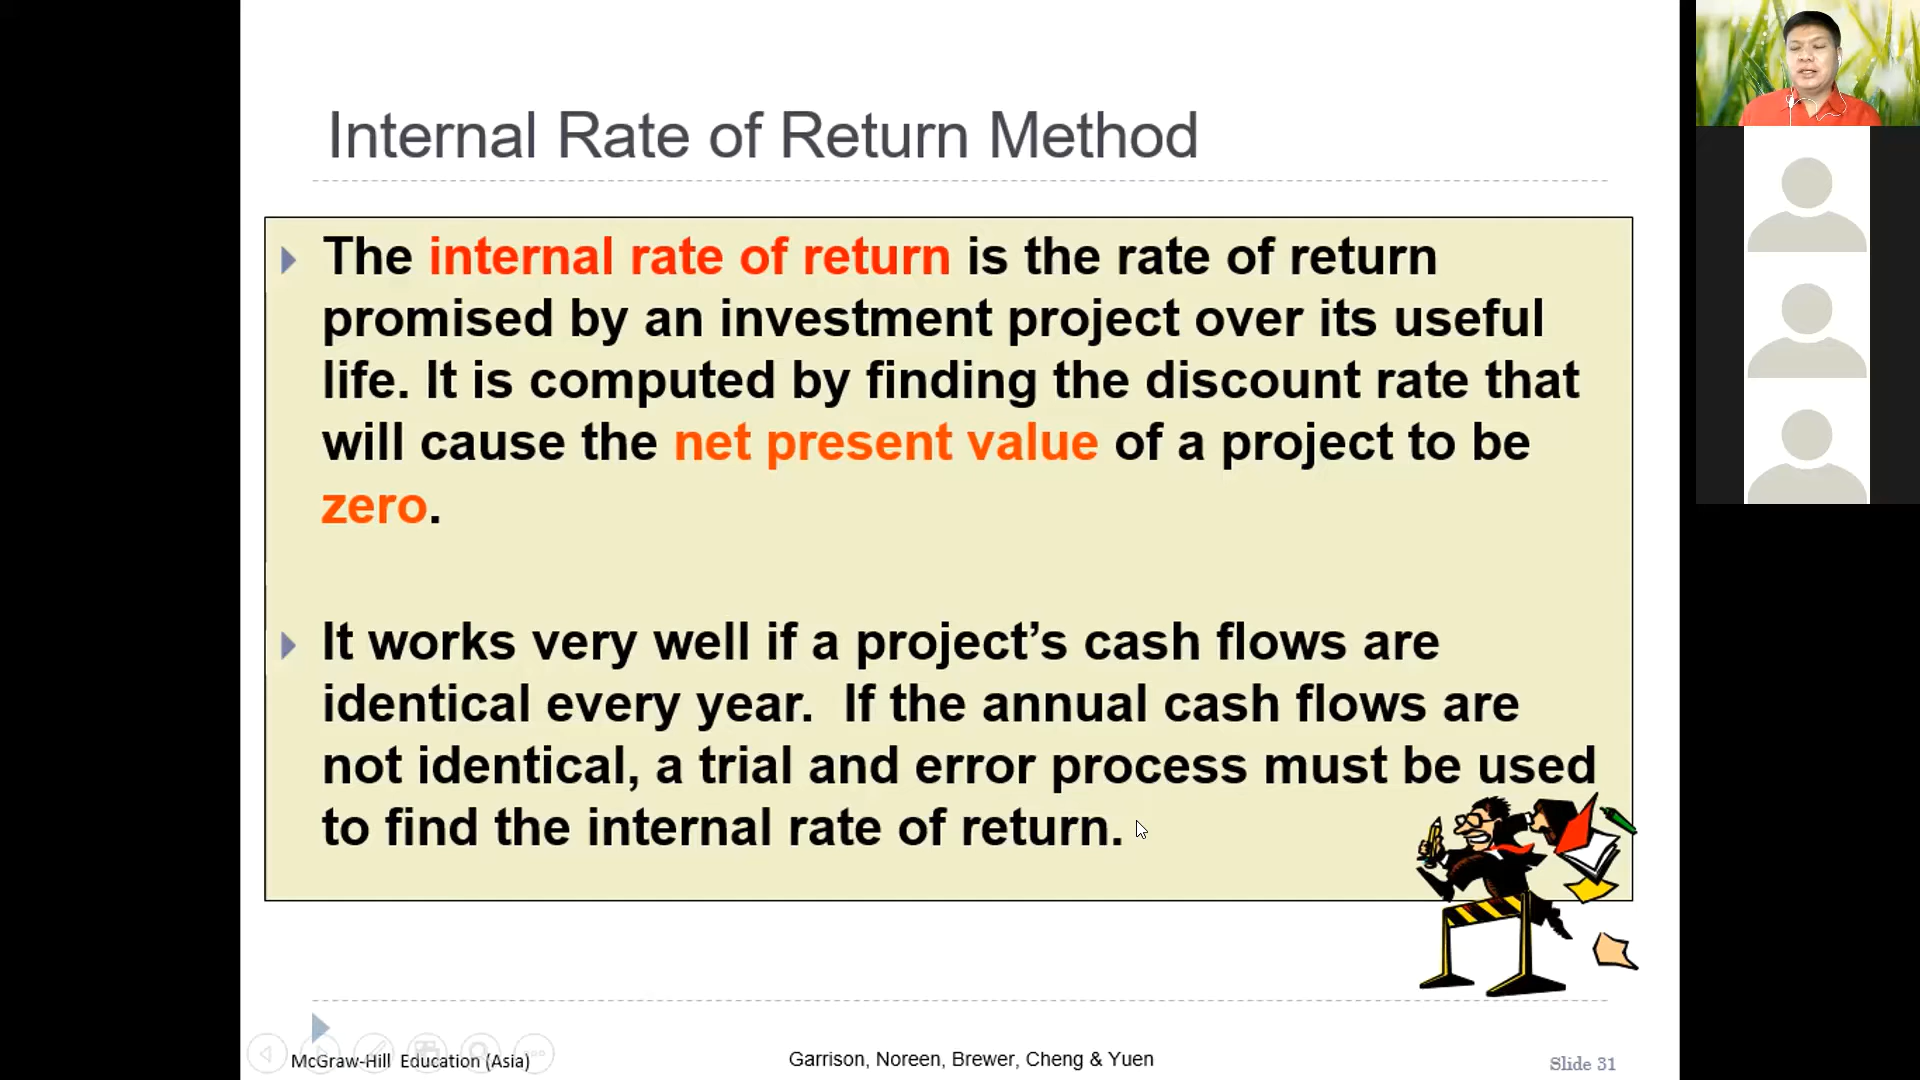 Internal Rate of Return Method
The internal rate of return is the rate of return
promised by an investment project over its useful
life. It is computed by finding the discount rate that
will cause the net present value of a project to be
zero.
It works very well if a project’s cash flows are
identical every year.  If the annual cash flows are
not identical, a trial and error process must be used
to find the internal rate of return.
McGraw-Hill  Education (Asia)
Garrison, Noreen, Brewer, Cheng & Yuen
Slide 31